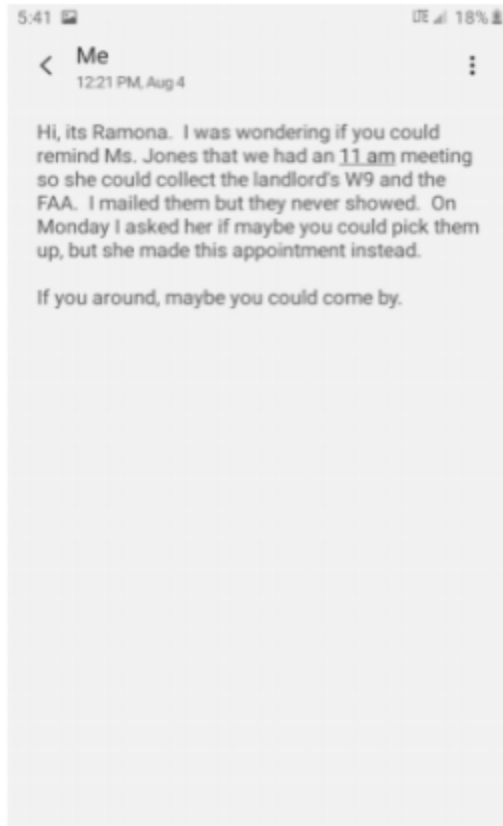 5:41 LTE 18%
Me
12:21 PM, Aug 4
Hi, its Ramona.  I was wondering if you could
remind Ms. Jones that we had an 11 am meeting
so she could collect the landlord's W9 and the
FAA.  I mailed them but they never showed.  On
Monday I asked her if maybe you could pick them
up, but she made this appointment instead.
If you around, maybe you could come by.